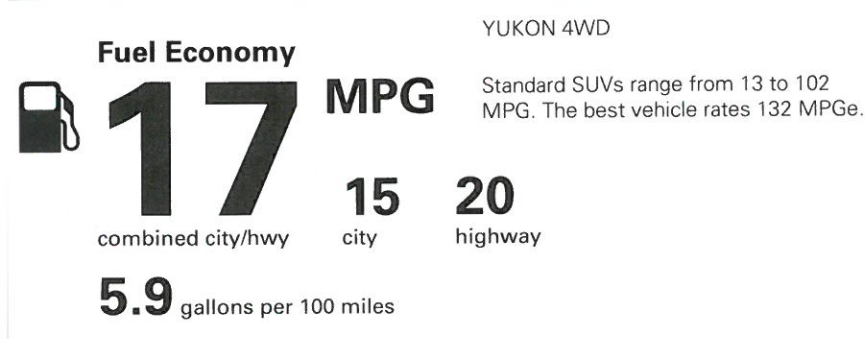 YUKON 4WD
Fuel Economy
17 MPG
Standard SUVs range from 13 to 102
MPG. The best vehicle rates 132 MPGe.
15 20
combined city/hwy city highway
5.9 gallons per 100 miles